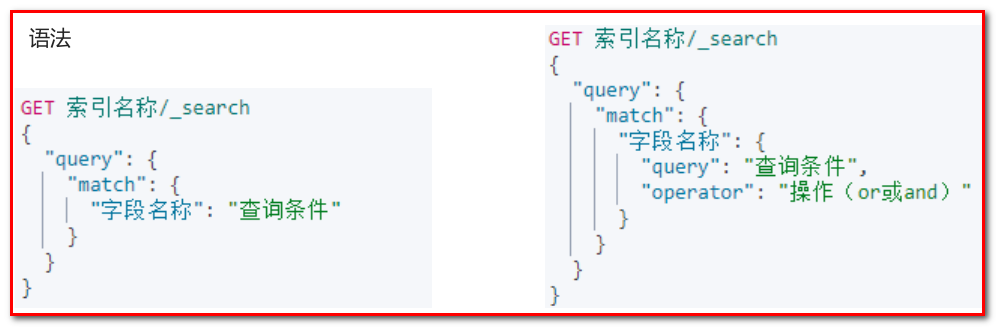 语法
GET 索引名称/_search
{
  "query": {
    "match": {
      "字段名称": "查询条件"
    }
  }
}
GET 索引名称/_search
{
  "query": {
    "match": {
      "字段名称": {
        "query": "查询条件",
        "operator": "操作（or或and）"
      }
    }
  }
}